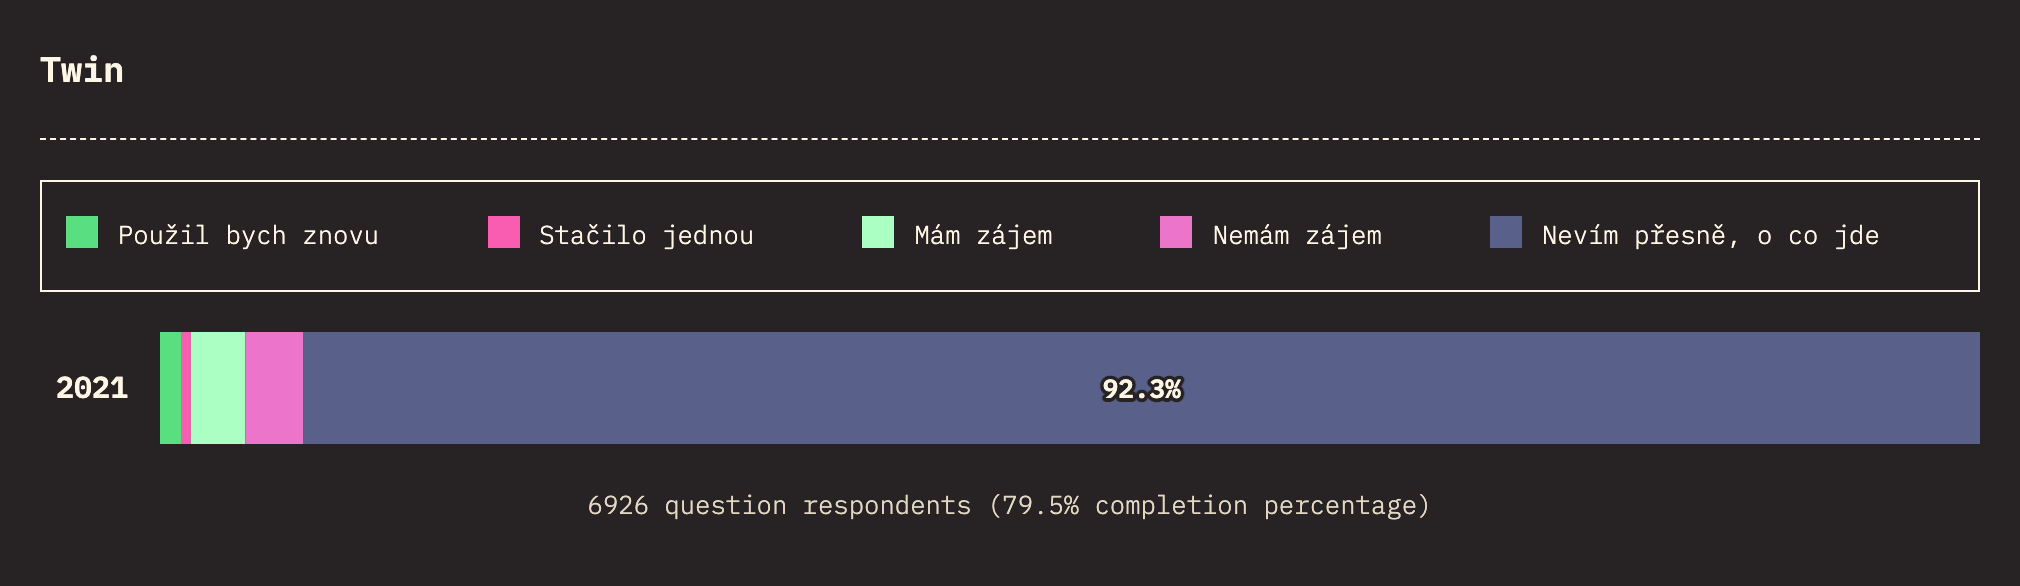 Twin
Použil bych znovu Stačilo jednou Mám zájem Nemám zájem Nevím přesně, o co jde
2021 92.3%
6926 question respondents (79.5% completion percentage)